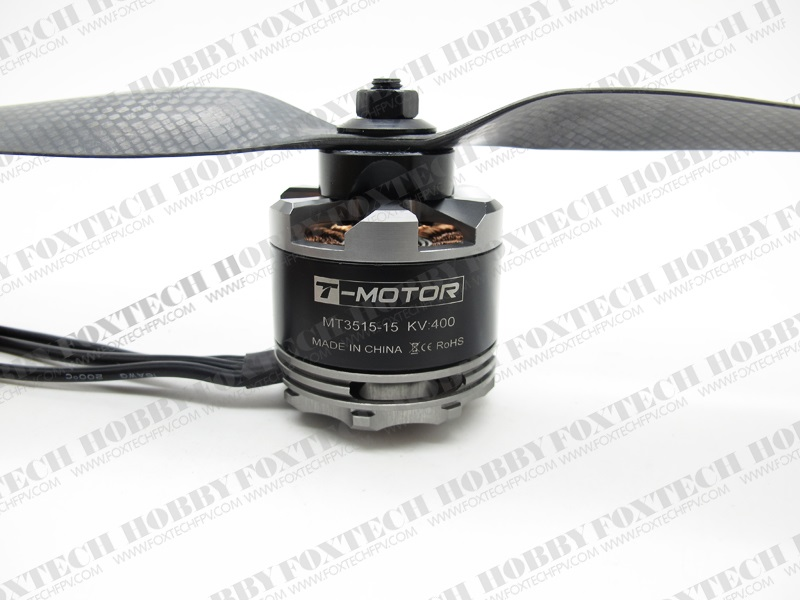 FOXTECH HOBBY
WWW.FOXTECHFPV.COM
T-MOTOR
MT3515-15 KV:400
MADE IN CHINA CE RoHS